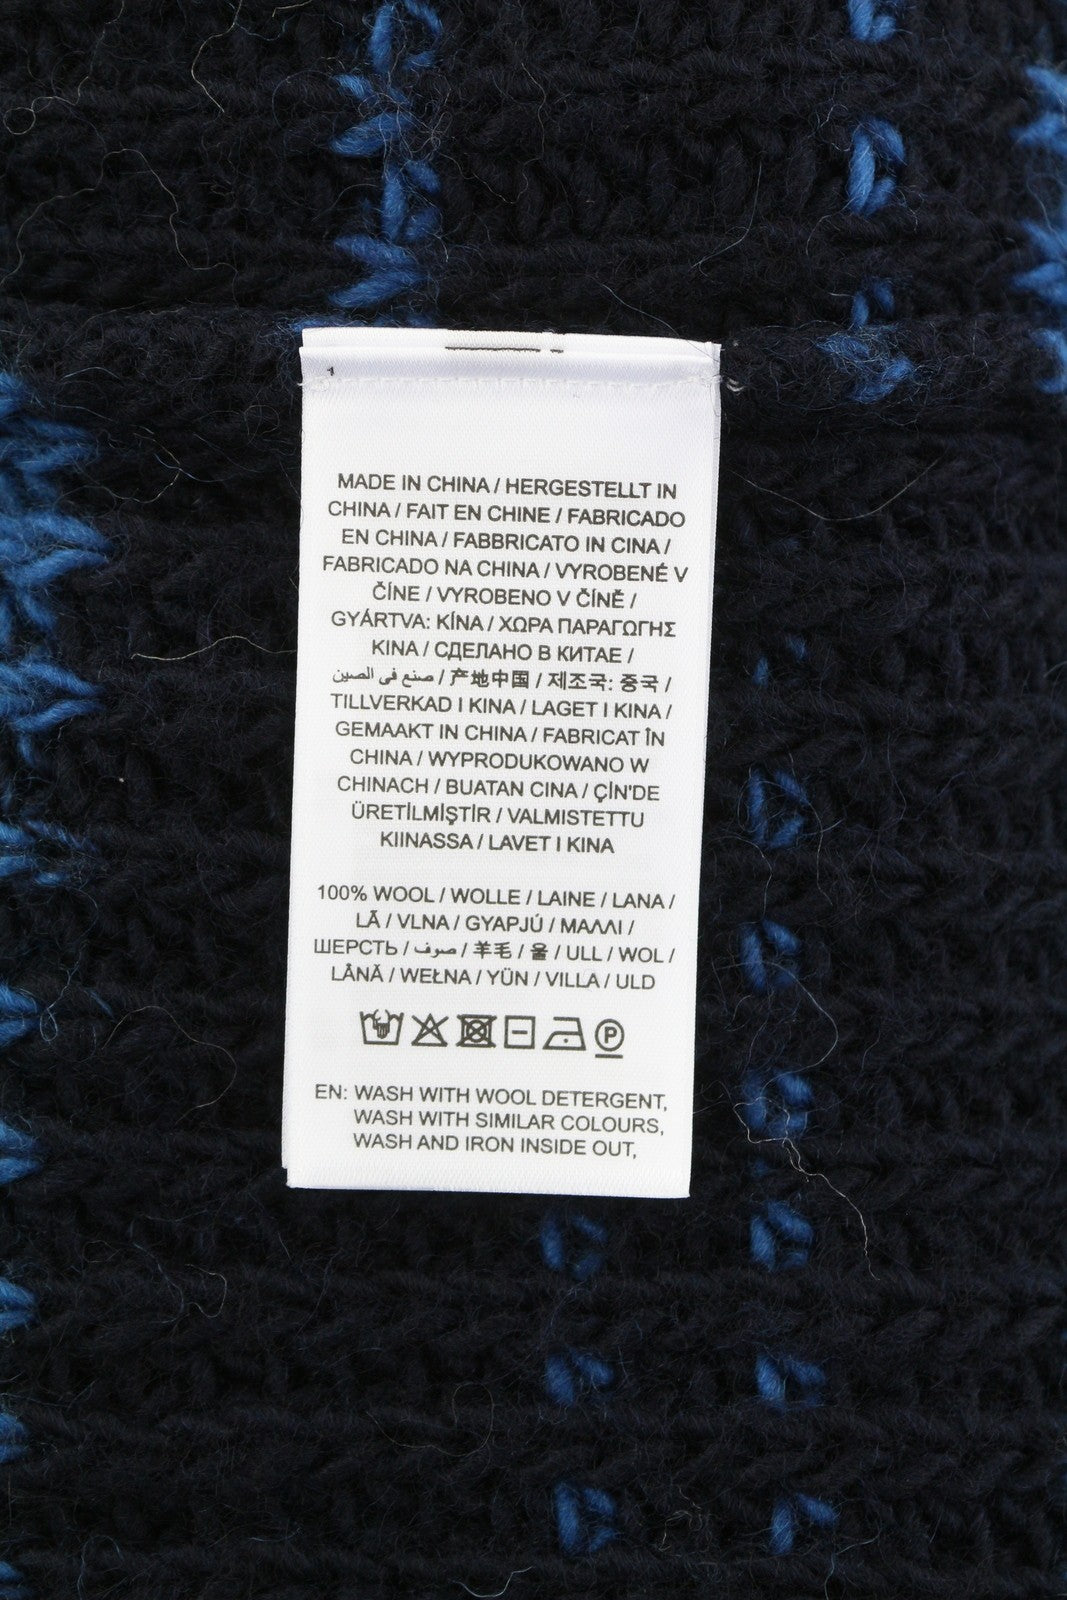 MADE IN CHINA / HERGESTELLT IN
CHINA / FAIT EN CHINE / FABRICADO
EN CHINA / FABBRICATO IN CINA /
FABRICADO NA CHINA / VYROBENÉ V
ČÍNE / VYROBENO V ČÍNĚ /
GYÁRTVA: KÍNA / ΧΩΡΑ ΠΑΡΑΓΩΓΗΣ
ΚΙΝΑ / СДЕЛАНО В КИТАЕ /
صنع في الصين / 产地中国 / 제조국: 중국 /
TILLVERKAD I KINA / LAGET I KINA /
GEMAAKT IN CHINA / FABRICAT ÎN
CHINA / WYPRODUKOWANO W
CHINACH / BUATAN CINA / ÇİN'DE
ÜRETİLMİŞTİR / VALMISTETTU
KIINASSA / LAVET I KINA
100% WOOL / WOLLE / LAINE / LANA /
LÃ / VLNA / GYAPJÚ / ΜΑΛΛΙ /
ШЕРСТЬ / صوف / 羊毛 / 울 / ULL / WOL /
LÂNĂ / WEŁNA / YÜN / VILLA / ULD
P
EN: WASH WITH WOOL DETERGENT,
WASH WITH SIMILAR COLOURS,
WASH AND IRON INSIDE OUT,